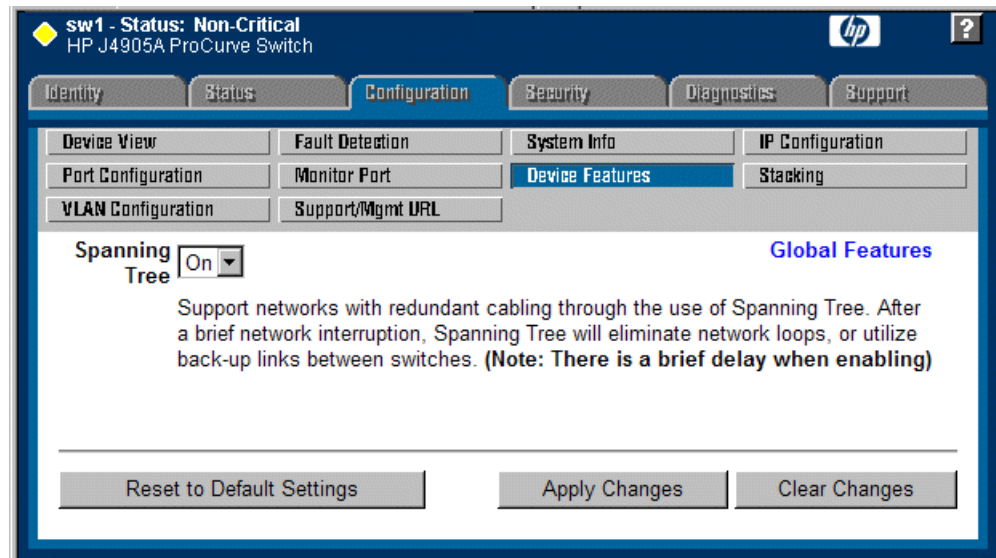 sw1 - Status: Non-Critical
HP J4905A ProCurve Switch
hp
?
Identity Status Configuration Security Diagnostics Support
Device View Fault Detection System Info IP Configuration
Port Configuration Monitor Port Device Features Stacking
VLAN Configuration Support/Mgmt URL
Spanning Tree On Global Features
Support networks with redundant cabling through the use of Spanning Tree. After
a brief network interruption, Spanning Tree will eliminate network loops, or utilize
back-up links between switches. (Note: There is a brief delay when enabling)
Reset to Default Settings Apply Changes Clear Changes